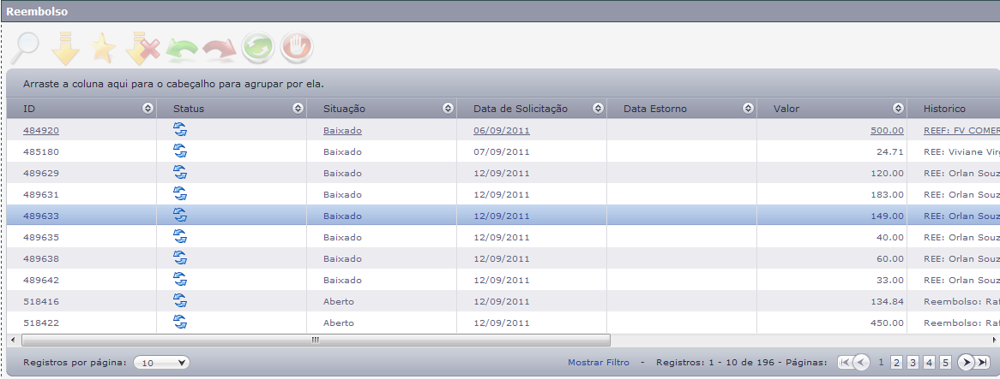 Reembolso
Arraste a coluna aqui para o cabeçalho para agrupar por ela.
ID Status Situação Data de Solicitação Data Estorno Valor Historico
484920 Baixado 06/09/2011 500.00 REEF: FV COMER
485180 Baixado 07/09/2011 24.71 REE: Viviane Virg
489629 Baixado 12/09/2011 120.00 REE: Orlan Souz
489631 Baixado 12/09/2011 183.00 REE: Orlan Souz
489633 Baixado 12/09/2011 149.00 REE: Orlan Souz
489635 Baixado 12/09/2011 40.00 REE: Orlan Souz
489638 Baixado 12/09/2011 60.00 REE: Orlan Souz
489642 Baixado 12/09/2011 33.00 REE: Orlan Souz
518416 Aberto 12/09/2011 134.84 Reembolso: Raf
518422 Aberto 12/09/2011 450.00 Reembolso: Raf
Registros por página: 10 Mostrar Filtro - Registros: 1 - 10 de 196 - Páginas: 1 2 3 4 5